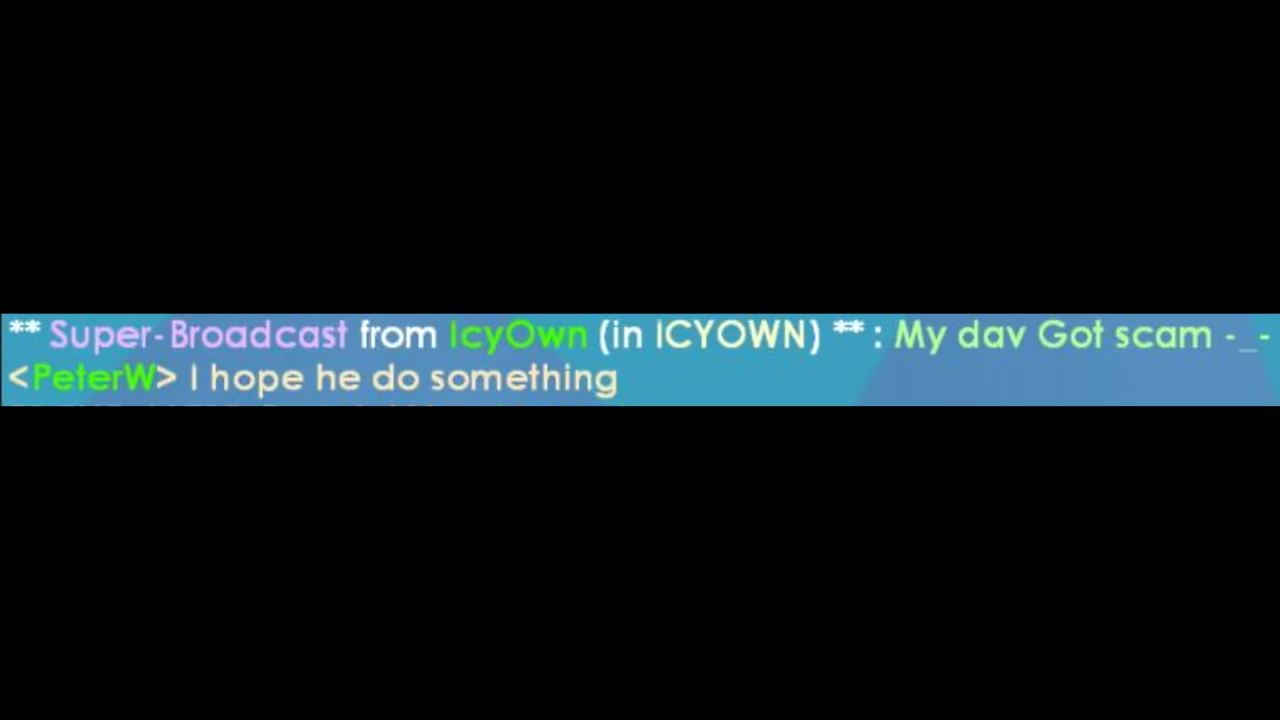 ** Super-Broadcast from IcyOwn (in ICYOWN) ** : My dav Got scam -_-
<PeterW> I hope he do something